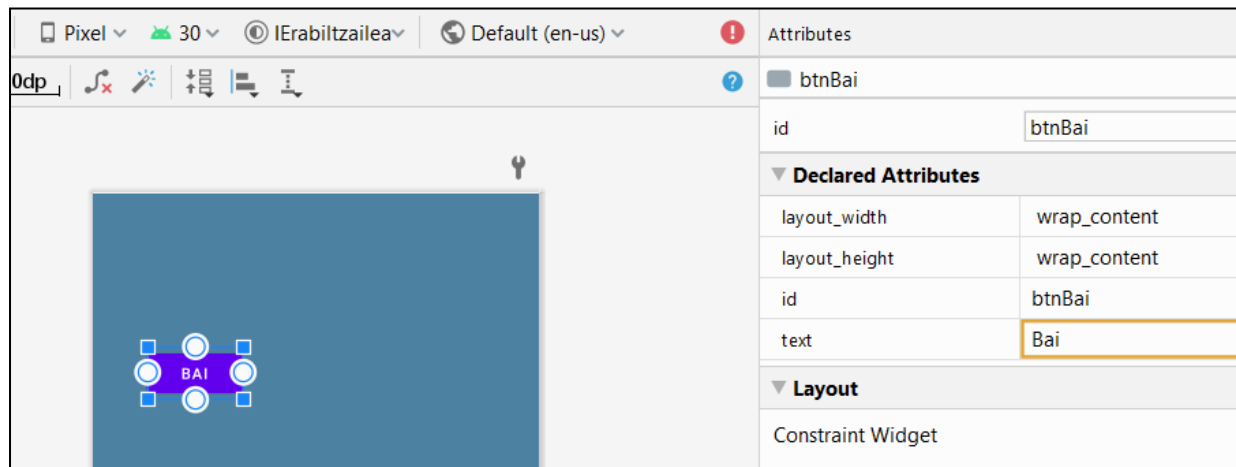 Pixel 30 IErabiltzailea Default (en-us)
Attributes
0dp
btnBai
id btnBai
Declared Attributes
layout_width wrap_content
layout_height wrap_content
id btnBai
text Bai
BAI
Layout
Constraint Widget